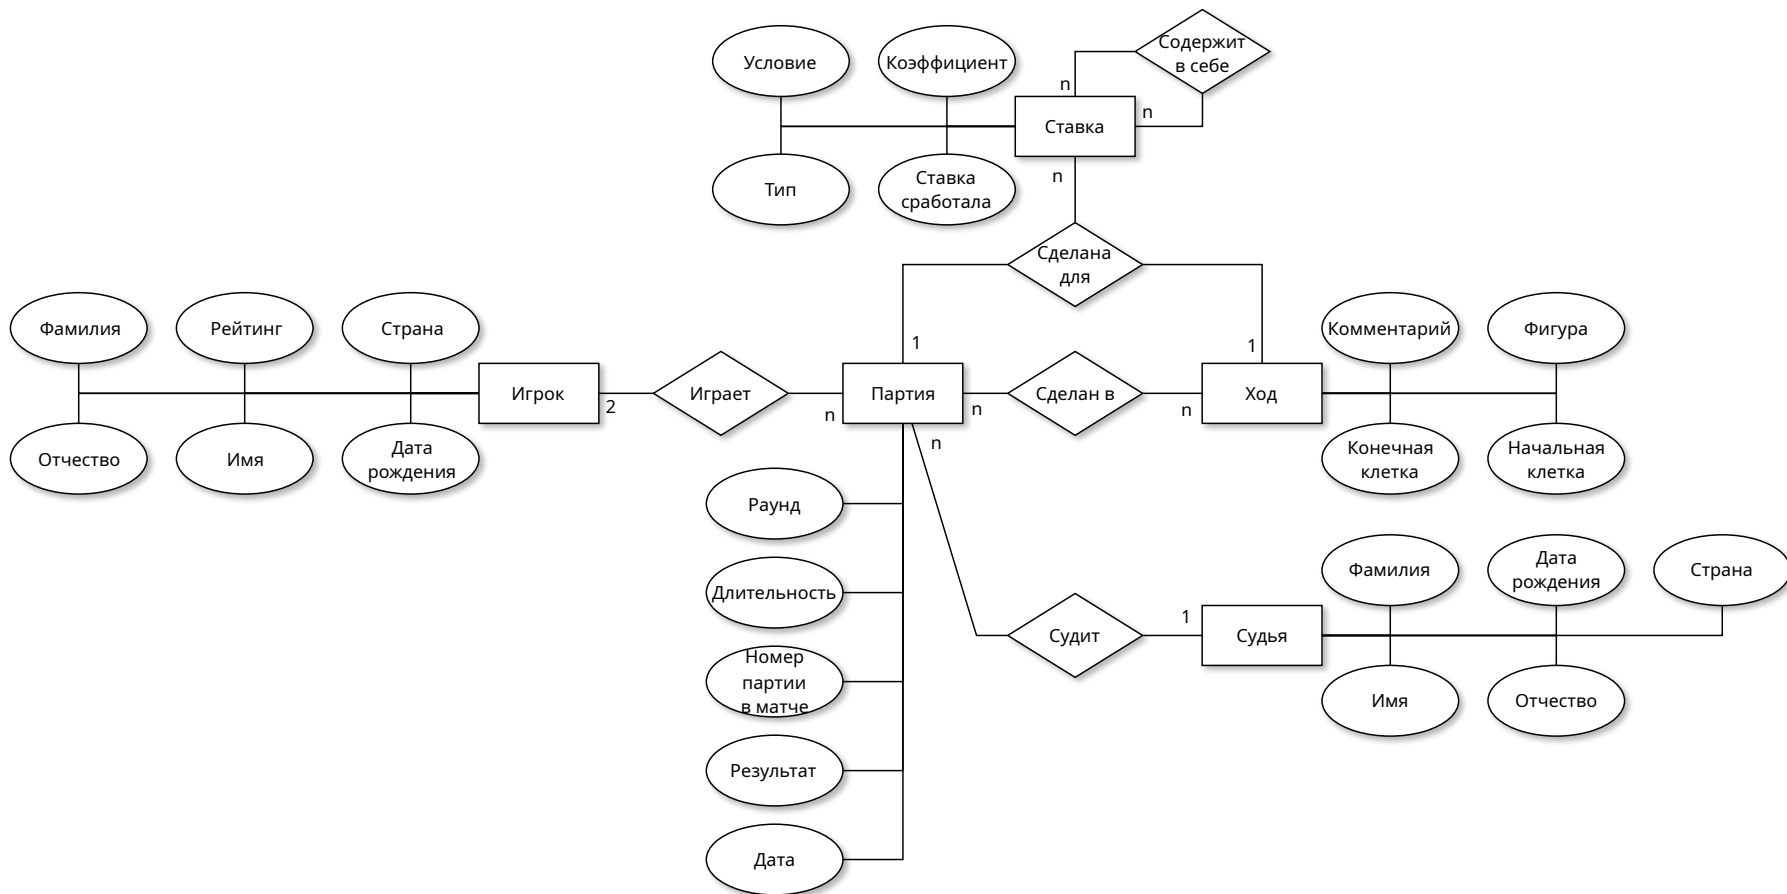 Содержит
в себе
Условие
Коэффициент
n
n
Ставка
Тип
Ставка
сработала
n
Сделана
для
Фамилия
Рейтинг
Страна
1
1
Комментарий
Фигура
Игрок
2
Играет
n
Партия
n
Сделан в
n
Ход
n
Отчество
Имя
Дата
рождения
Конечная
клетка
Начальная
клетка
Раунд
Длительность
Фамилия
Дата
рождения
Страна
Судит
1
Судья
Номер
партии
в матче
Имя
Отчество
Результат
Дата